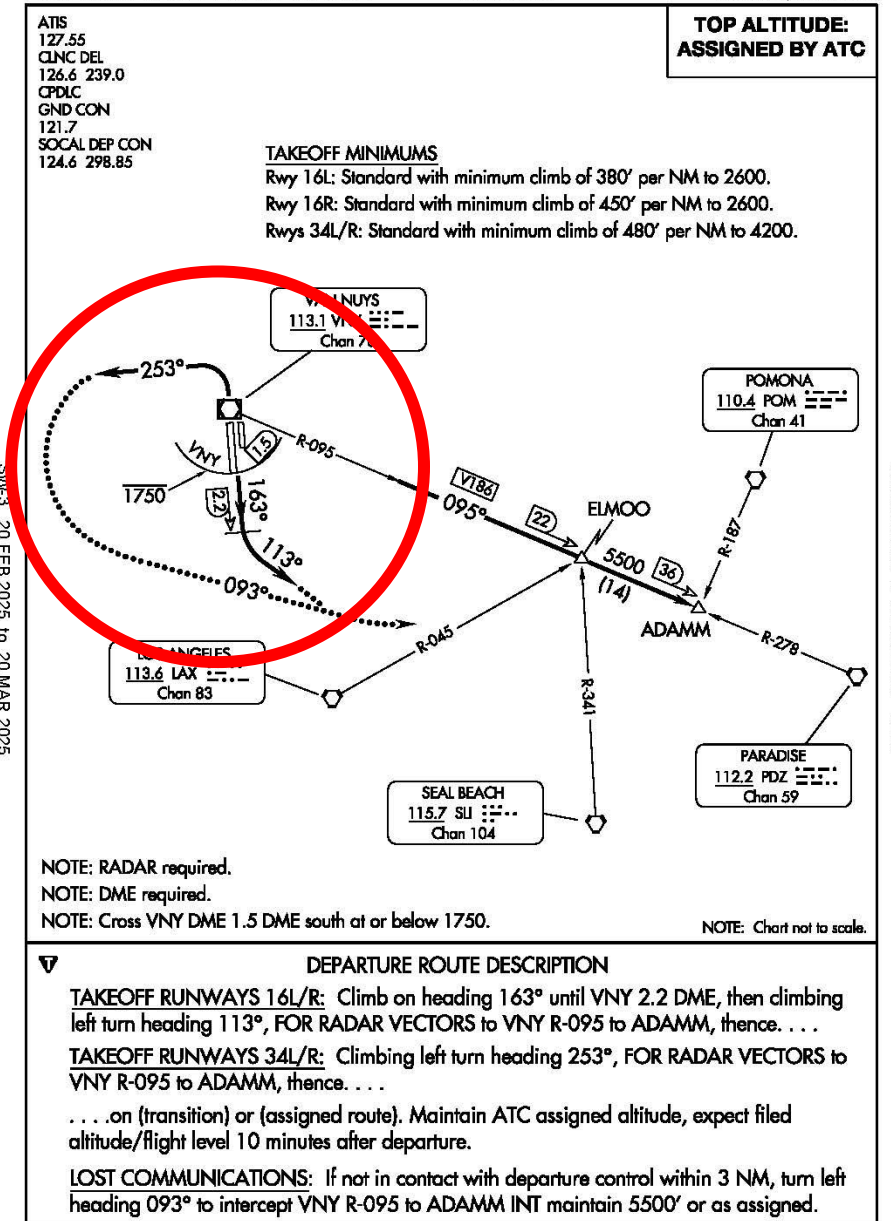 ATIS
127.55
CLNC DEL
126.6 239.0
CPDLC
GND CON
121.7
SOCAL DEP CON
124.6 298.85
TOP ALTITUDE:
ASSIGNED BY ATC
TAKEOFF MINIMUMS
Rwy 16L: Standard with minimum climb of 380' per NM to 2600.
Rwy 16R: Standard with minimum climb of 450' per NM to 2600.
Rwys 34L/R: Standard with minimum climb of 480' per NM to 4200.
NUYS
113.1
Chan
253°
R-095
VNY
1.5
1750
2.2
163°
113°
093°
V186
095°
22
ELMOO
5500
(14)
36
ADAMM
POMONA
110.4 POM
Chan 41
R-187
R-278
R-045
R-341
ANGELES
113.6 LAX
Chan 83
SEAL BEACH
115.7 SLI
Chan 104
PARADISE
112.2 PDZ
Chan 59
20 FEB 2025 to 20 MAR 2025
NOTE: RADAR required.
NOTE: DME required.
NOTE: Cross VNY DME 1.5 DME south at or below 1750.
NOTE: Chart not to scale.
T
DEPARTURE ROUTE DESCRIPTION
TAKEOFF RUNWAYS 16L/R: Climb on heading 163° until VNY 2.2 DME, then climbing
left turn heading 113°, FOR RADAR VECTORS to VNY R-095 to ADAMM, thence. . . .
TAKEOFF RUNWAYS 34L/R: Climbing left turn heading 253°, FOR RADAR VECTORS to
VNY R-095 to ADAMM, thence. . . .
. . . .on (transition) or (assigned route). Maintain ATC assigned altitude, expect filed
altitude/flight level 10 minutes after departure.
LOST COMMUNICATIONS: If not in contact with departure control within 3 NM, turn left
heading 093° to intercept VNY R-095 to ADAMM INT maintain 5500' or as assigned.